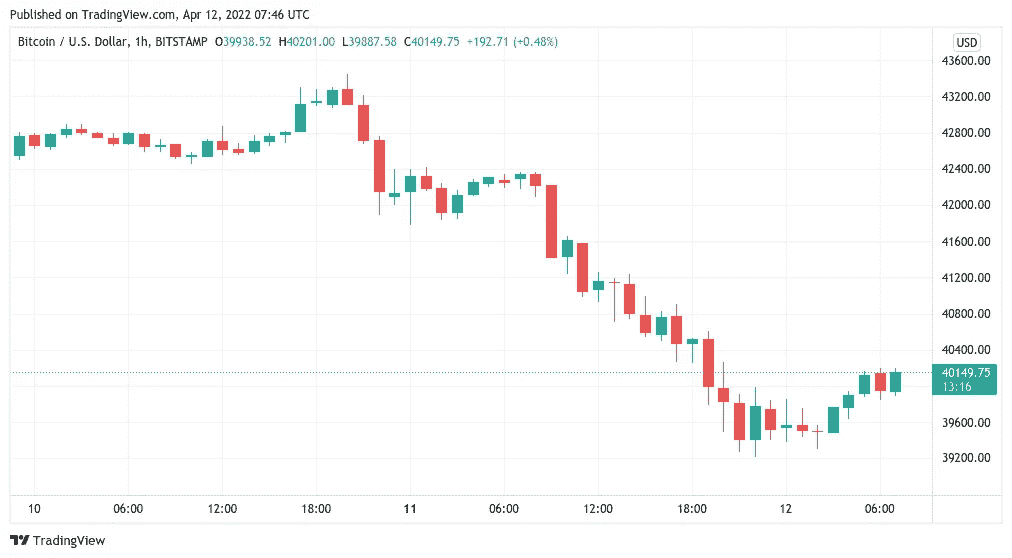 Published on TradingView.com, Apr 12, 2022 07:46 UTC
Bitcoin / U.S. Dollar, 1h, BITSTAMP O39938.52 H40201.00 L39887.58 C40149.75 +192.71 (+0.48%)
USD
43600.00
43200.00
42800.00
42400.00
42000.00
41600.00
41200.00
40800.00
40400.00
40149.75
13:16
39600.00
39200.00
10 06:00 12:00 18:00 11 06:00 12:00 18:00 12 06:00
TradingView